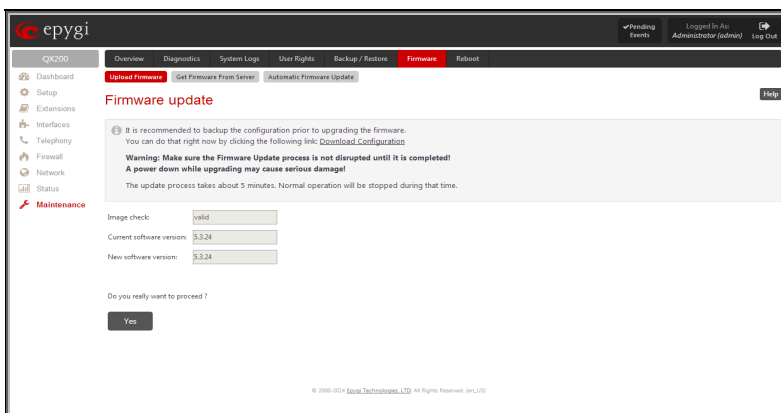 epygi
✔Pending Events
Logged In As:
Administrator (admin)
Log Out
QX200
Overview Diagnostics System Logs User Rights Backup / Restore Firmware Reboot
Dashboard
Setup
Extensions
Interfaces
Telephony
Firewall
Network
Status
Maintenance
Upload Firmware Get Firmware From Server Automatic Firmware Update
Firmware update
Help
It is recommended to backup the configuration prior to upgrading the firmware.
You can do that right now by clicking the following link: Download Configuration
Warning: Make sure the Firmware Update process is not disrupted until it is completed!
A power down while upgrading may cause serious damage!
The update process takes about 5 minutes. Normal operation will be stopped during that time.
Image check: valid
Current software version: 5.3.24
New software version: 5.3.24
Do you really want to proceed ?
Yes
© 2000-2014 Epygi Technologies, LTD. All Rights Reserved. (en_US)